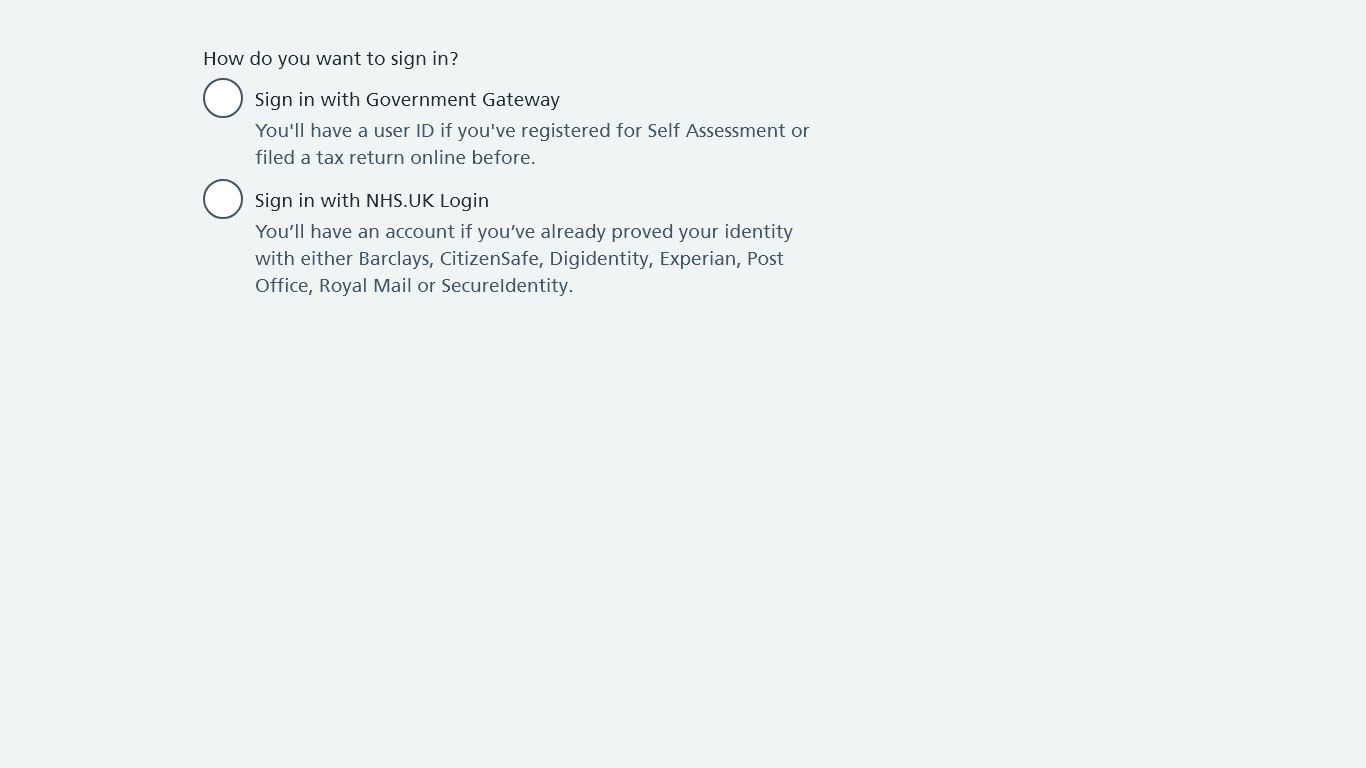 How do you want to sign in?
Sign in with Government Gateway
You'll have a user ID if you've registered for Self Assessment or
filed a tax return online before.
Sign in with NHS.UK Login
You’ll have an account if you’ve already proved your identity
with either Barclays, CitizenSafe, Digidentity, Experian, Post
Office, Royal Mail or SecureIdentity.